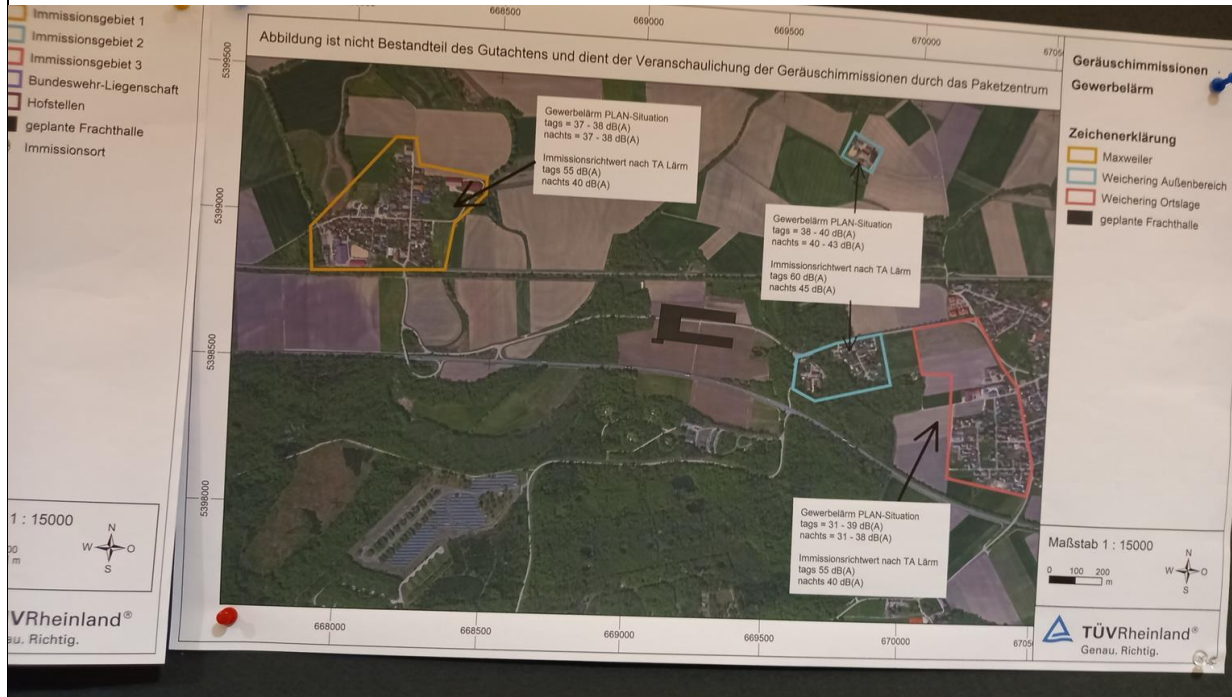 Immissionsgebiet 1
Immissionsgebiet 2
Immissionsgebiet 3
Bundeswehr-Liegenschaft
Hofstellen
geplante Frachthalle
Immissionsort
1 : 15000
N
W O
S
m
VRheinland®
Richtig.
668500
669000
669500
670000
Abbildung ist nicht Bestandteil des Gutachtens und dient der Veranschaulichung der Geräuschimmissionen durch das Paketzentrum
5399500
5399000
5398500
5398000
Gewerbelärm PLAN-Situation
tags = 37 - 38 dB(A)
nachts = 37 - 38 dB(A)
Immissionsrichtwert nach TA Lärm
tags 55 dB(A)
nachts 40 dB(A)
Gewerbelärm PLAN-Situation
tags = 38 - 40 dB(A)
nachts = 40 - 43 dB(A)
Immissionsrichtwert nach TA Lärm
tags 60 dB(A)
nachts 45 dB(A)
Gewerbelärm PLAN-Situation
tags = 31 - 39 dB(A)
nachts = 31 - 38 dB(A)
Immissionsrichtwert nach TA Lärm
tags 55 dB(A)
nachts 40 dB(A)
668000
668500
669000
669500
670000
Geräuschimmissionen
Gewerbelärm
Zeichenerklärung
Maxweiler
Weichering Außenbereich
Weichering Ortslage
geplante Frachthalle
Maßstab 1 : 15000
0 100 200
m
N
W O
S
TÜVRheinland®
Genau. Richtig.